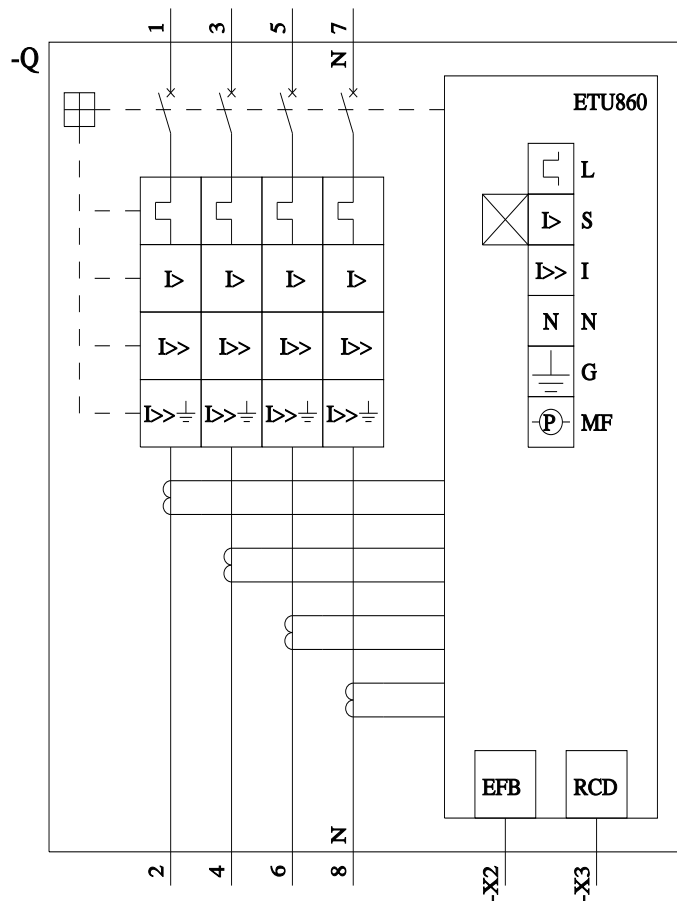 1 3 5 7
N
-Q
ETU860
L
I> S
I>> I
N N
G
P MF
I> I> I> I>
I>> I>> I>> I>>
I>> I>> I>> I>>
EFB RCD
N
2 4 6 8
-X2 -X3